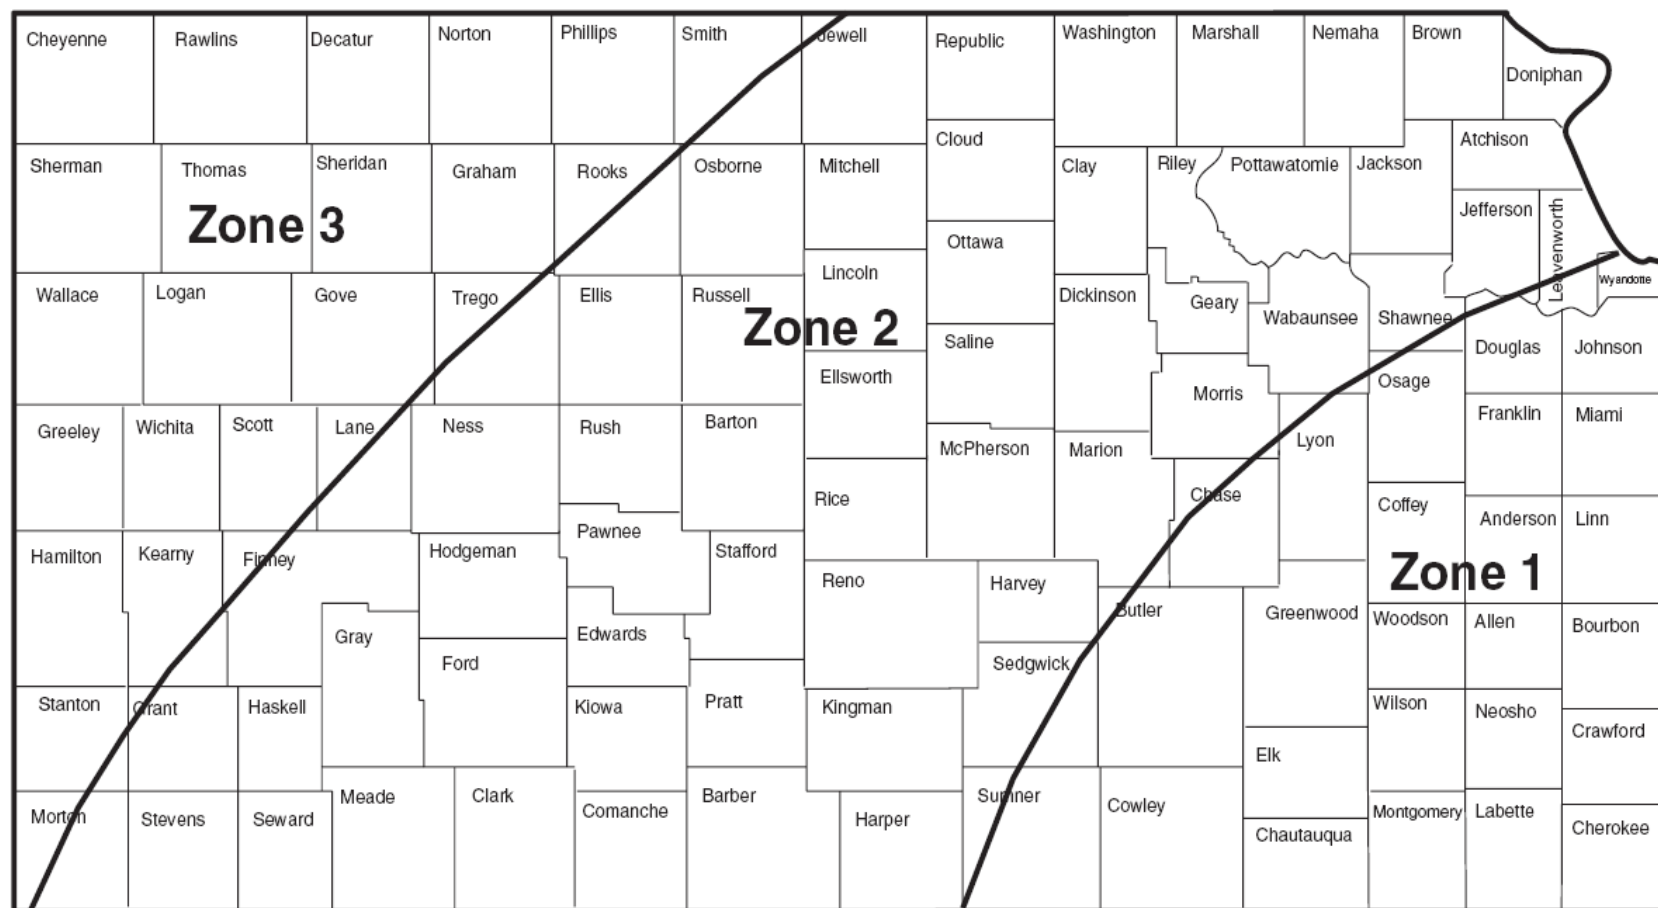 Cheyenne Rawlins Decatur Norton Phillips Smith Jewell Republic Washington Marshall Nemaha Brown
Doniphan
Sherman Thomas Sheridan Graham Rooks Osborne Mitchell Cloud Clay Riley Pottawatomie Jackson Atchison
Zone 3
Jefferson Leavenworth
Ottawa
Wallace Logan Gove Trego Ellis Russell Lincoln Dickinson Geary Wyandotte
Zone 2
Wabaunsee Shawnee
Saline Douglas Johnson
Ellsworth Morris Osage
Greeley Wichita Scott Lane Ness Rush Barton McPherson Marion Lyon Franklin Miami
Rice Chase Coffey Anderson Linn
Hamilton Kearny Finney Hodgeman Pawnee Stafford
Zone 1
Reno Harvey Butler Greenwood Woodson Allen Bourbon
Gray Ford Edwards Sedgwick
Stanton Grant Haskell Kiowa Pratt Kingman Wilson Neosho Crawford
Elk
Morton Stevens Seward Meade Clark Comanche Barber Harper Sumner Cowley Chautauqua Montgomery Labette Cherokee